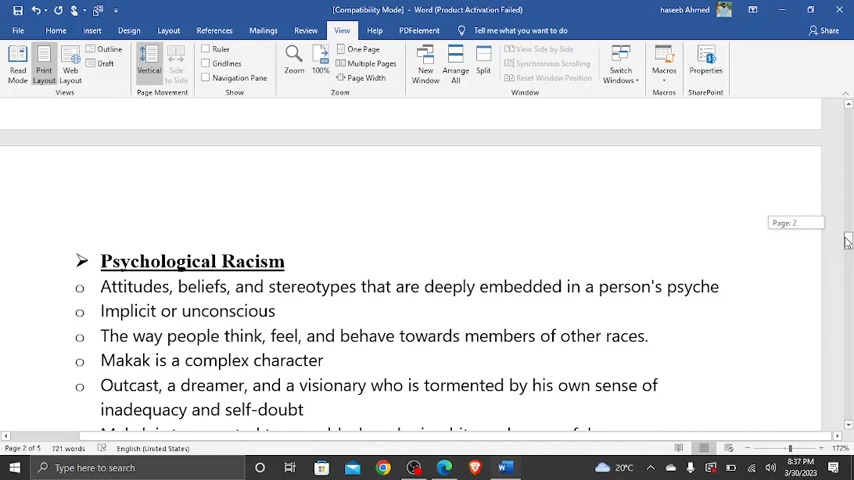 [Compatibility Mode] - Word (Product Activation Failed)
haseeb Ahmed
File Home Insert Design Layout References Mailings Review View Help PDFelement Tell me what you want to do Share
Read Mode
Print Layout
Web Layout
Outline
Draft
Views
Vertical
Side to Side
Page Movement
Ruler
Gridlines
Navigation Pane
Show
Zoom
100%
One Page
Multiple Pages
Page Width
Zoom
New Window
Arrange All
Split
View Side by Side
Synchronous Scrolling
Reset Window Position
Window
Switch Windows
Macros
Macros
Properties
SharePoint
Page: 2
➢ Psychological Racism
o Attitudes, beliefs, and stereotypes that are deeply embedded in a person's psyche
o Implicit or unconscious
o The way people think, feel, and behave towards members of other races.
o Makak is a complex character
o Outcast, a dreamer, and a visionary who is tormented by his own sense of
inadequacy and self-doubt
Page 2 of 5 721 words English (United States) 172%
Type here to search
20°C
8:37 PM
3/30/2023